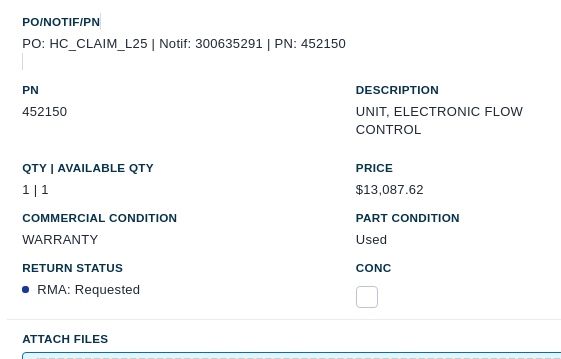 PO/NOTIF/PN
PO: HC_CLAIM_L25 | Notif: 300635291 | PN: 452150
PN
452150
DESCRIPTION
UNIT, ELECTRONIC FLOW
CONTROL
QTY | AVAILABLE QTY
1 | 1
PRICE
$13,087.62
COMMERCIAL CONDITION
WARRANTY
PART CONDITION
Used
RETURN STATUS
RMA: Requested
CONC
ATTACH FILES